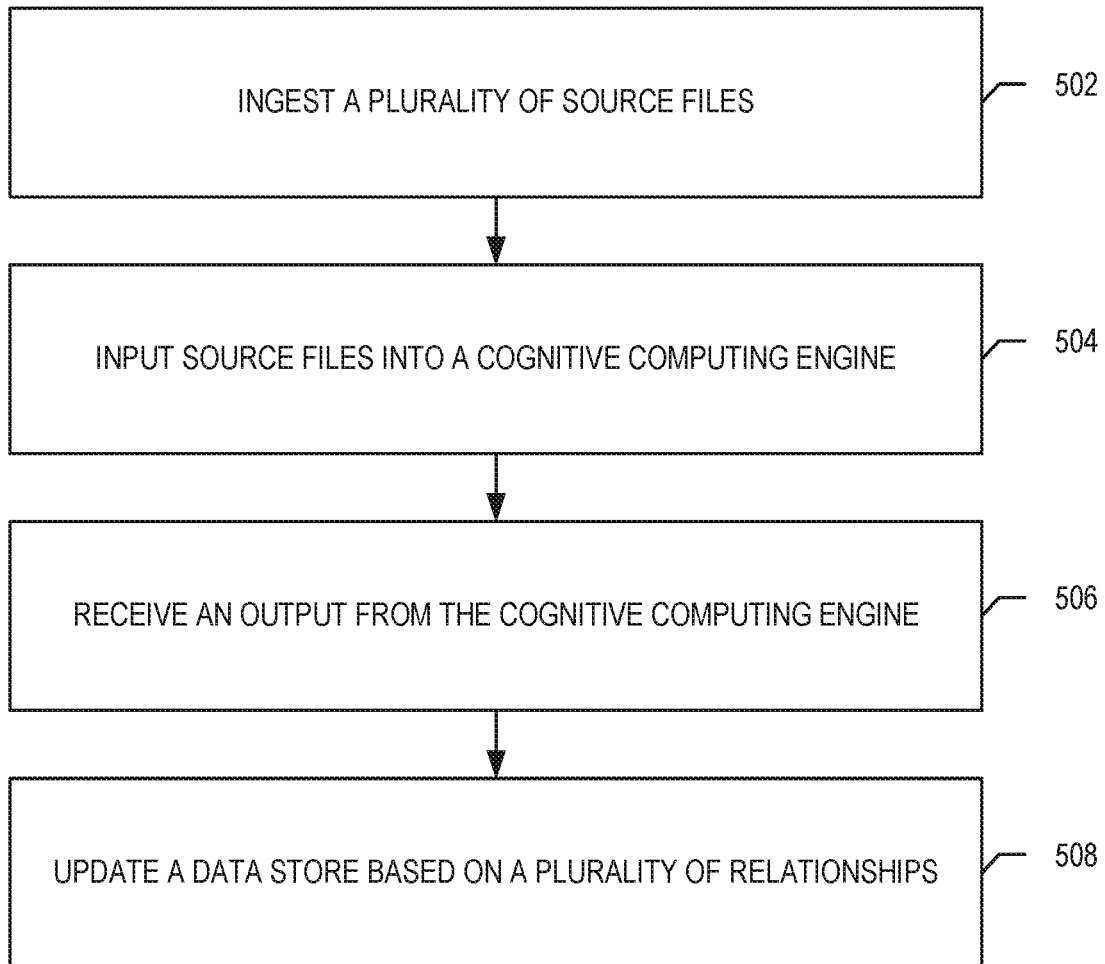 INGEST A PLURALITY OF SOURCE FILES
502
INPUT SOURCE FILES INTO A COGNITIVE COMPUTING ENGINE
504
RECEIVE AN OUTPUT FROM THE COGNITIVE COMPUTING ENGINE
506
UPDATE A DATA STORE BASED ON A PLURALITY OF RELATIONSHIPS
508